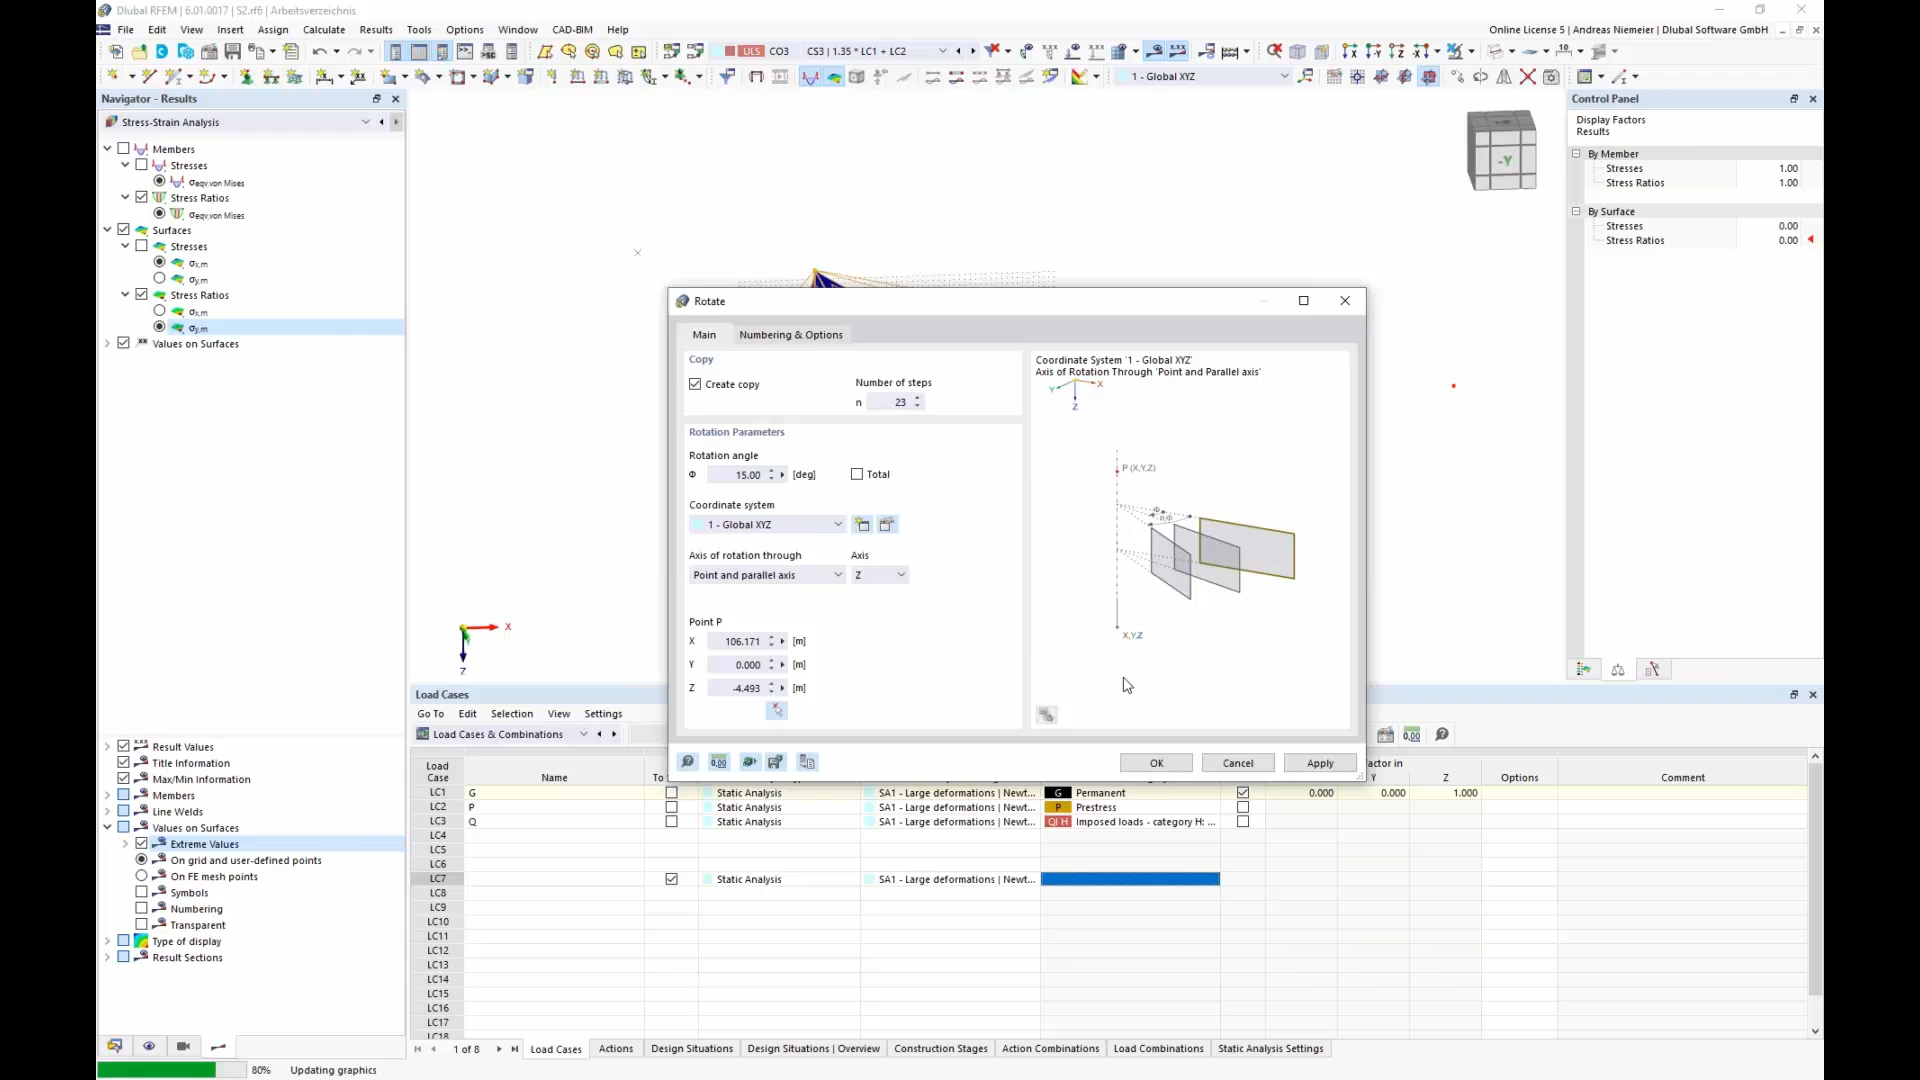 Dlubal RFEM | 6.01.0017 | S2.rf6 | Arbeitsverzeichnis
File Edit View Insert Assign Calculate Results Tools Options Window CAD-BIM Help
Online License 5 | Andreas Niemeier | Dlubal Software GmbH
ULS CO3 CS3 | 1.35 * LC1 + LC2
1 - Global XYZ
Navigator - Results
Stress-Strain Analysis
Members
Stresses
σeqv,von Mises
Stress Ratios
σeqv,von Mises
Surfaces
Stresses
σx,m
σy,m
Stress Ratios
σx,m
σy,m
Values on Surfaces
Result Values
Title Information
Max/Min Information
Members
Line Welds
Values on Surfaces
Extreme Values
On grid and user-defined points
On FE mesh points
Symbols
Numbering
Transparent
Type of display
Result Sections
80% Updating graphics
X
Z
-Y
Control Panel
Display Factors
Results
By Member
Stresses 1.00
Stress Ratios 1.00
By Surface
Stresses 0.00
Stress Ratios 0.00
Rotate
Main Numbering & Options
Copy
Create copy
Number of steps
n 23
Rotation Parameters
Rotation angle
Φ 15.00 [deg] Total
Coordinate system
1 - Global XYZ
Axis of rotation through Axis
Point and parallel axis Z
Point P
X 106.171 [m]
Y 0.000 [m]
Z -4.493 [m]
Coordinate System '1 - Global XYZ'
Axis of Rotation Through 'Point and Parallel axis'
Y X
Z
P (X,Y,Z)
Φ
n·Φ
X,Y,Z
OK Cancel Apply
Load Cases
Go To Edit Selection View Settings
Load Cases & Combinations
Load
Case Name To
actor in
Y Z Options Comment
LC1 G Static Analysis SA1 - Large deformations | Newt... G Permanent 0.000 0.000 1.000
LC2 P Static Analysis SA1 - Large deformations | Newt... P Prestress
LC3 Q Static Analysis SA1 - Large deformations | Newt... QI H Imposed loads - category H: ...
LC4
LC5
LC6
LC7 Static Analysis SA1 - Large deformations | Newt...
LC8
LC9
LC10
LC11
LC12
LC13
LC14
LC15
LC16
LC17
LC18
1 of 8 Load Cases Actions Design Situations Design Situations | Overview Construction Stages Action Combinations Load Combinations Static Analysis Settings